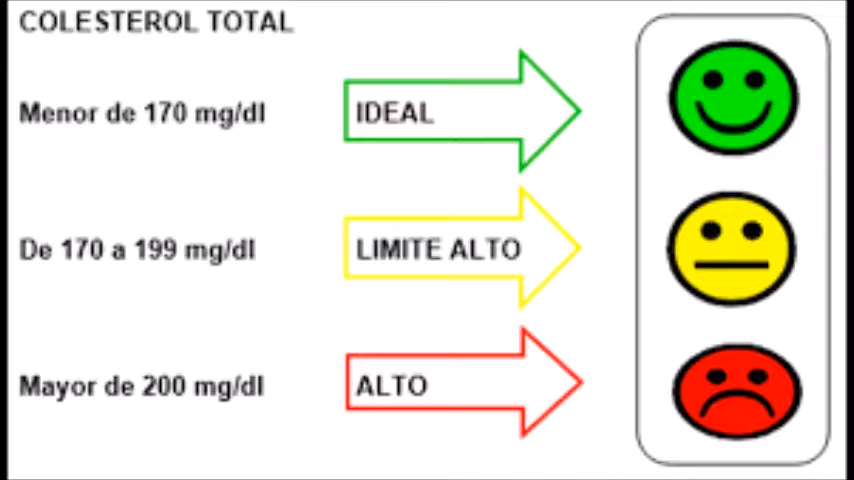 COLESTEROL TOTAL
Menor de 170 mg/dl IDEAL
De 170 a 199 mg/dl LIMITE ALTO
Mayor de 200 mg/dl ALTO